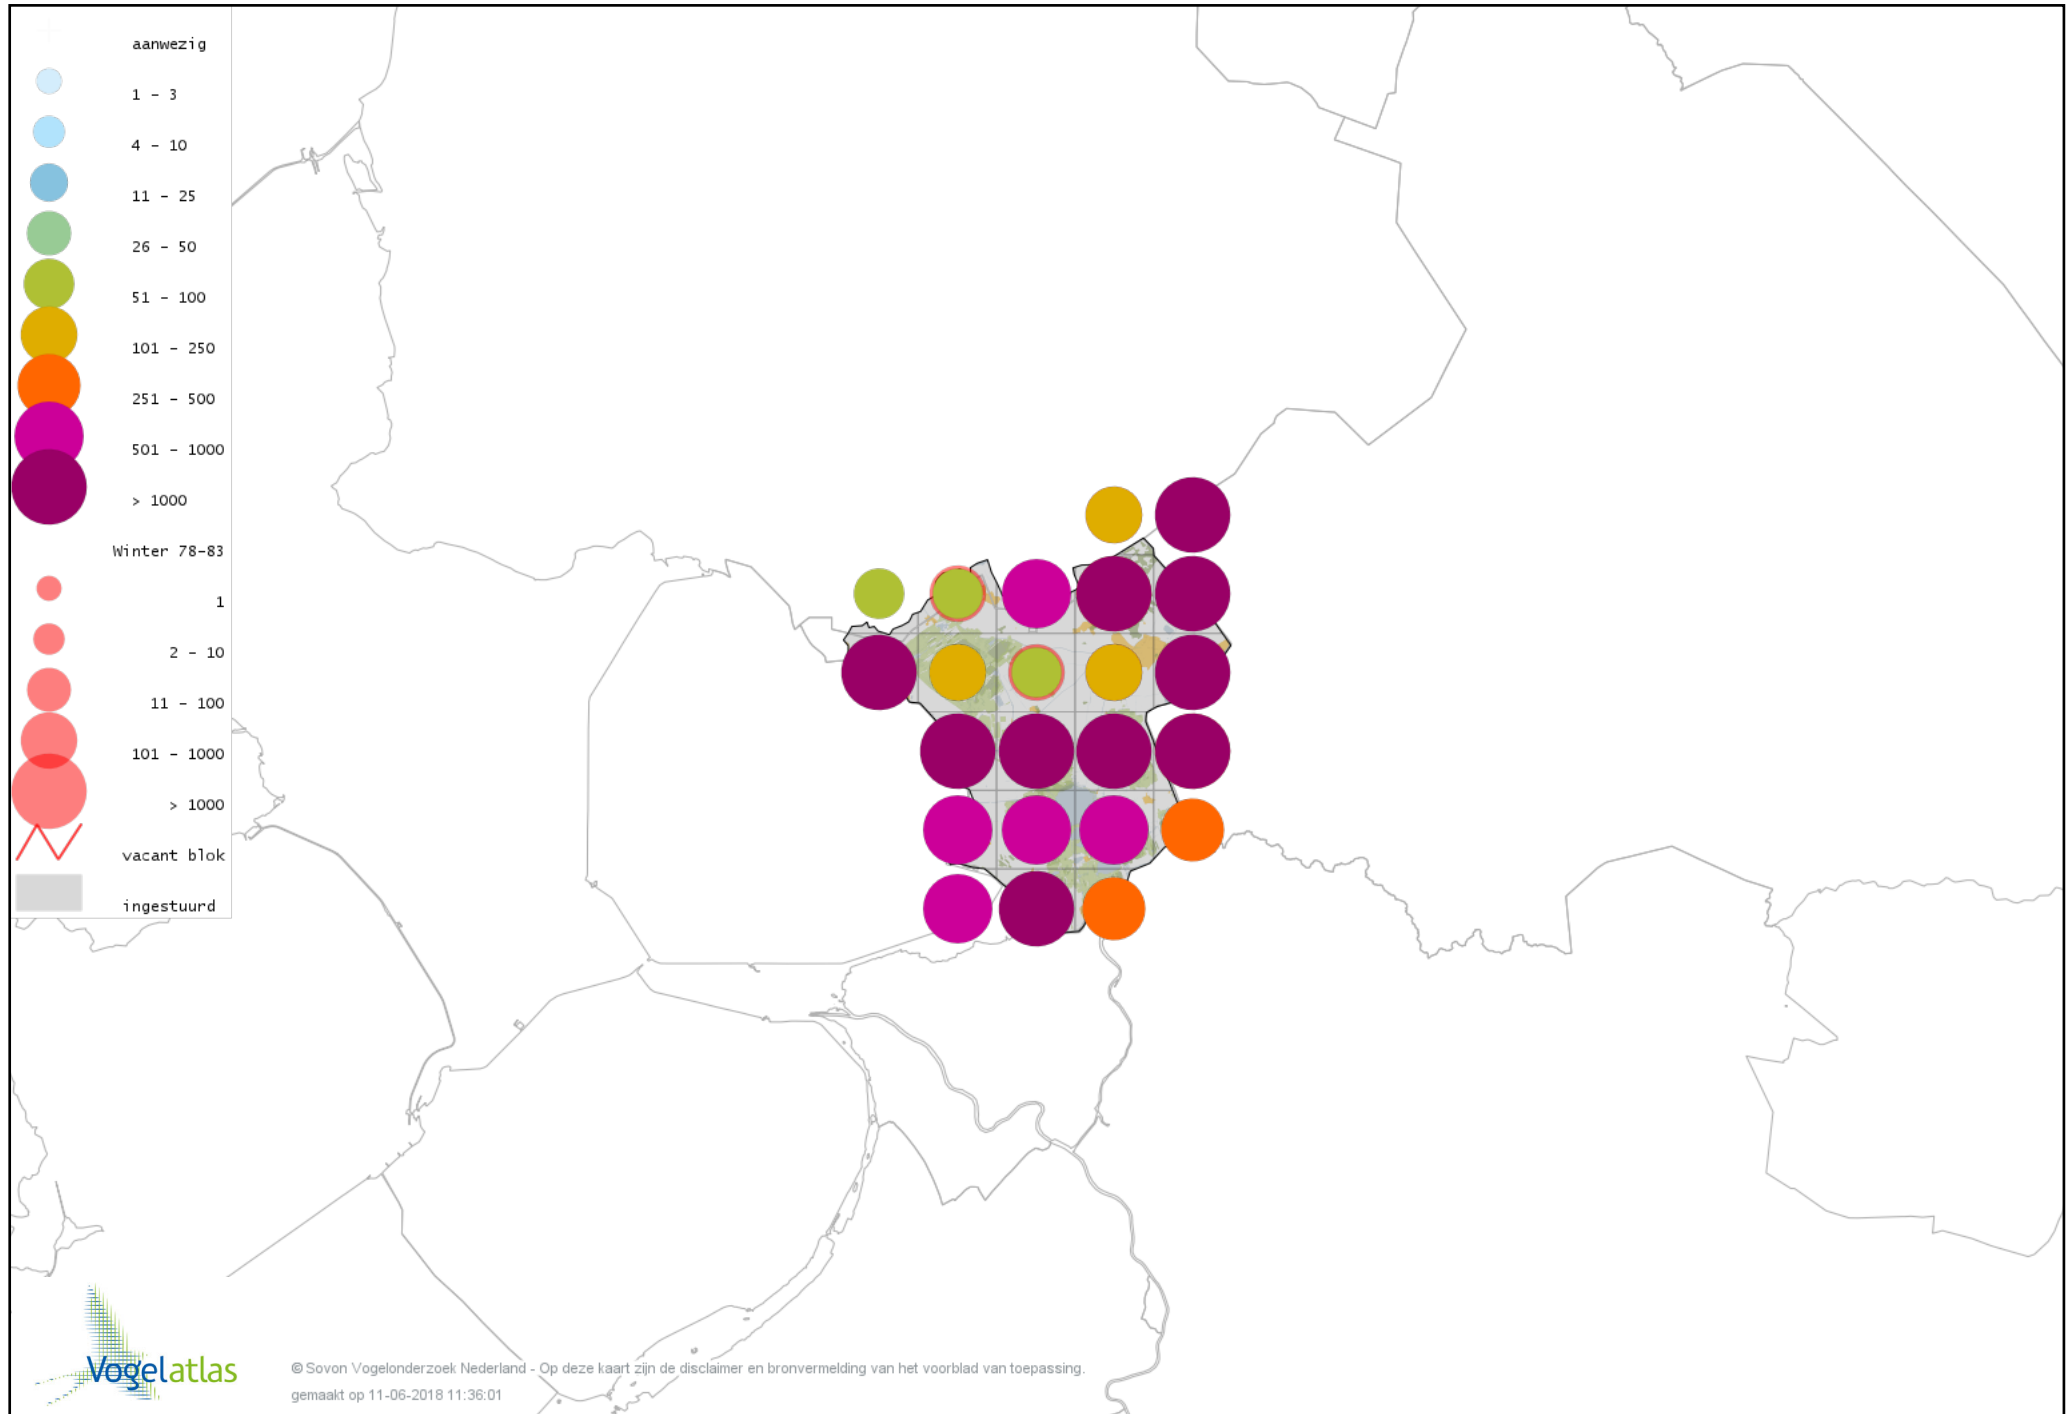 aanwezig
1 - 3
4 - 10
11 - 25
26 - 50
51 - 100
101 - 250
251 - 500
501 - 1000
> 1000
Winter 78-83
1
2 - 10
11 - 100
101 - 1000
> 1000
vacant blok
ingestuurd
Vogelatlas
© Sovon Vogelonderzoek Nederland - Op deze kaart zijn de disclaimer en bronvermelding van het voorblad van toepassing.
gemaakt op 11-06-2018 11:36:01